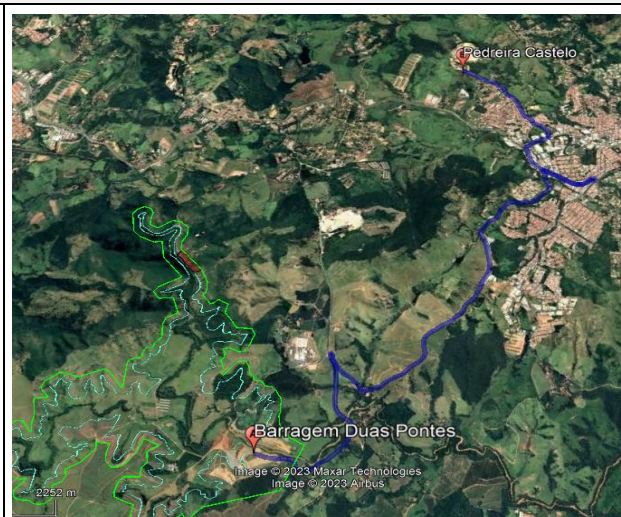 Pedreira Castelo
Barragem Duas Pontes
Image © 2023 Maxar Technologies
Image © 2023 Airbus
2252 m